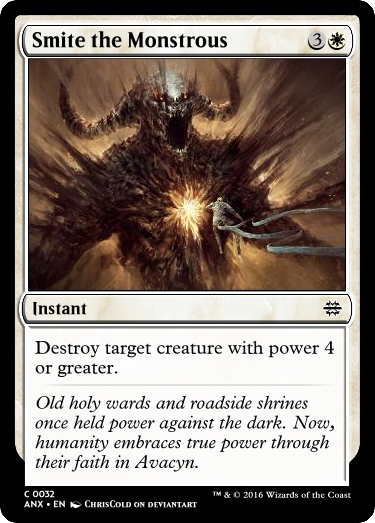 Smite the Monstrous 3
Instant
Destroy target creature with power 4
or greater.
Old holy wards and roadside shrines
once held power against the dark. Now,
humanity embraces true power through
their faith in Avacyn.
C 0032
ANX • EN ChrisCold on deviantart
™ & © 2016 Wizards of the Coast